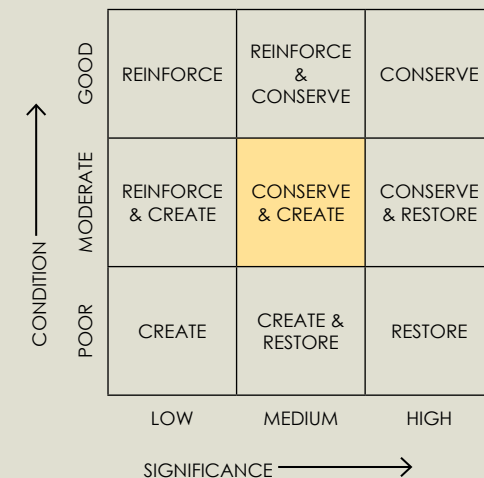 GOOD
REINFORCE
REINFORCE
&
CONSERVE
CONSERVE
MODERATE
REINFORCE
& CREATE
CONSERVE
& CREATE
CONSERVE
& RESTORE
CONDITION
POOR
CREATE
CREATE &
RESTORE
RESTORE
LOW
MEDIUM
HIGH
SIGNIFICANCE